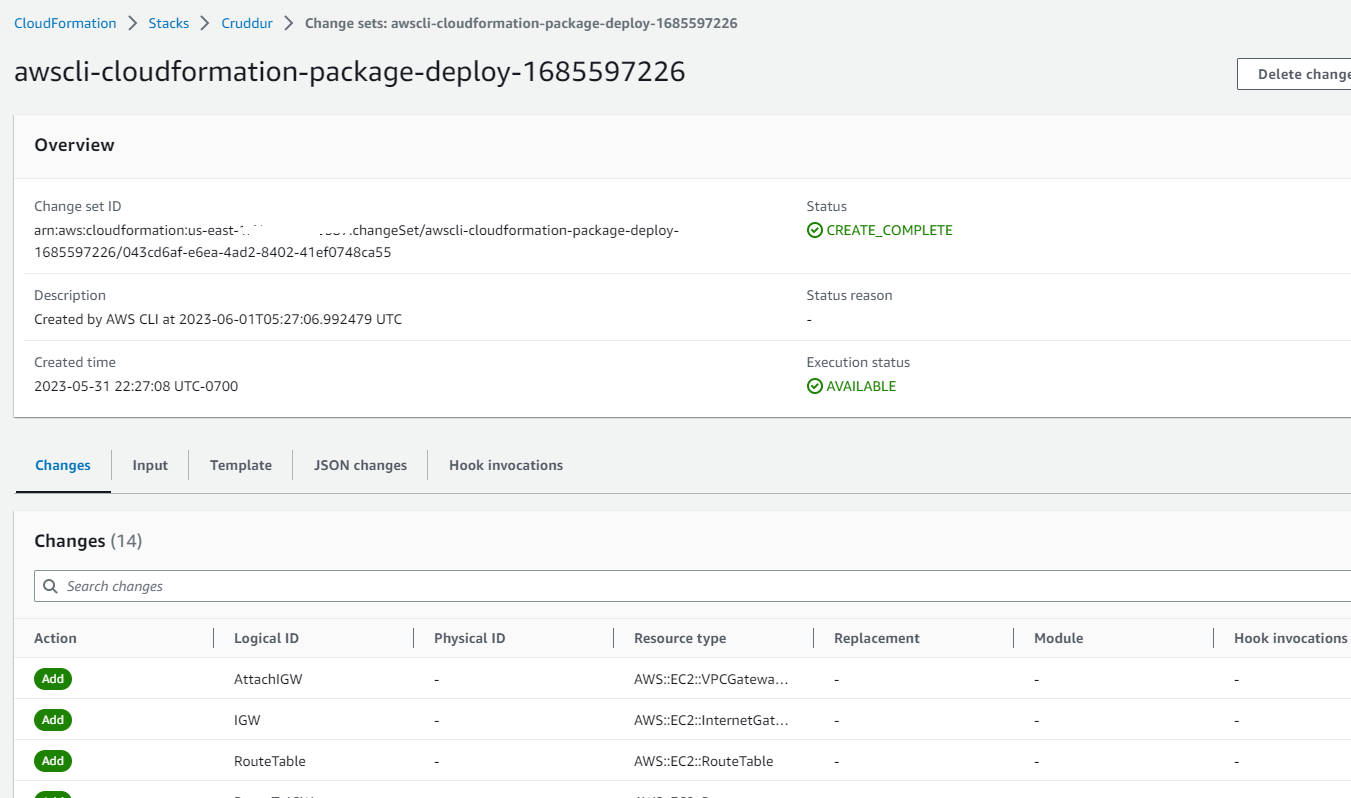 CloudFormation > Stacks > Cruddur > Change sets: awscli-cloudformation-package-deploy-1685597226
awscli-cloudformation-package-deploy-1685597226
Delete change
Overview
Change set ID
arn:aws:cloudformation:us-east- changeSet/awscli-cloudformation-package-deploy-
1685597226/043cd6af-e6ea-4ad2-8402-41ef0748ca55
Status
CREATE_COMPLETE
Description
Created by AWS CLI at 2023-06-01T05:27:06.992479 UTC
Status reason
-
Created time
2023-05-31 22:27:08 UTC-0700
Execution status
AVAILABLE
Changes Input Template JSON changes Hook invocations
Changes (14)
Search changes
Action Logical ID Physical ID Resource type Replacement Module Hook invocations
Add AttachIGW - AWS::EC2::VPCGatewa... - - -
Add IGW - AWS::EC2::InternetGat... - - -
Add RouteTable - AWS::EC2::RouteTable - - -